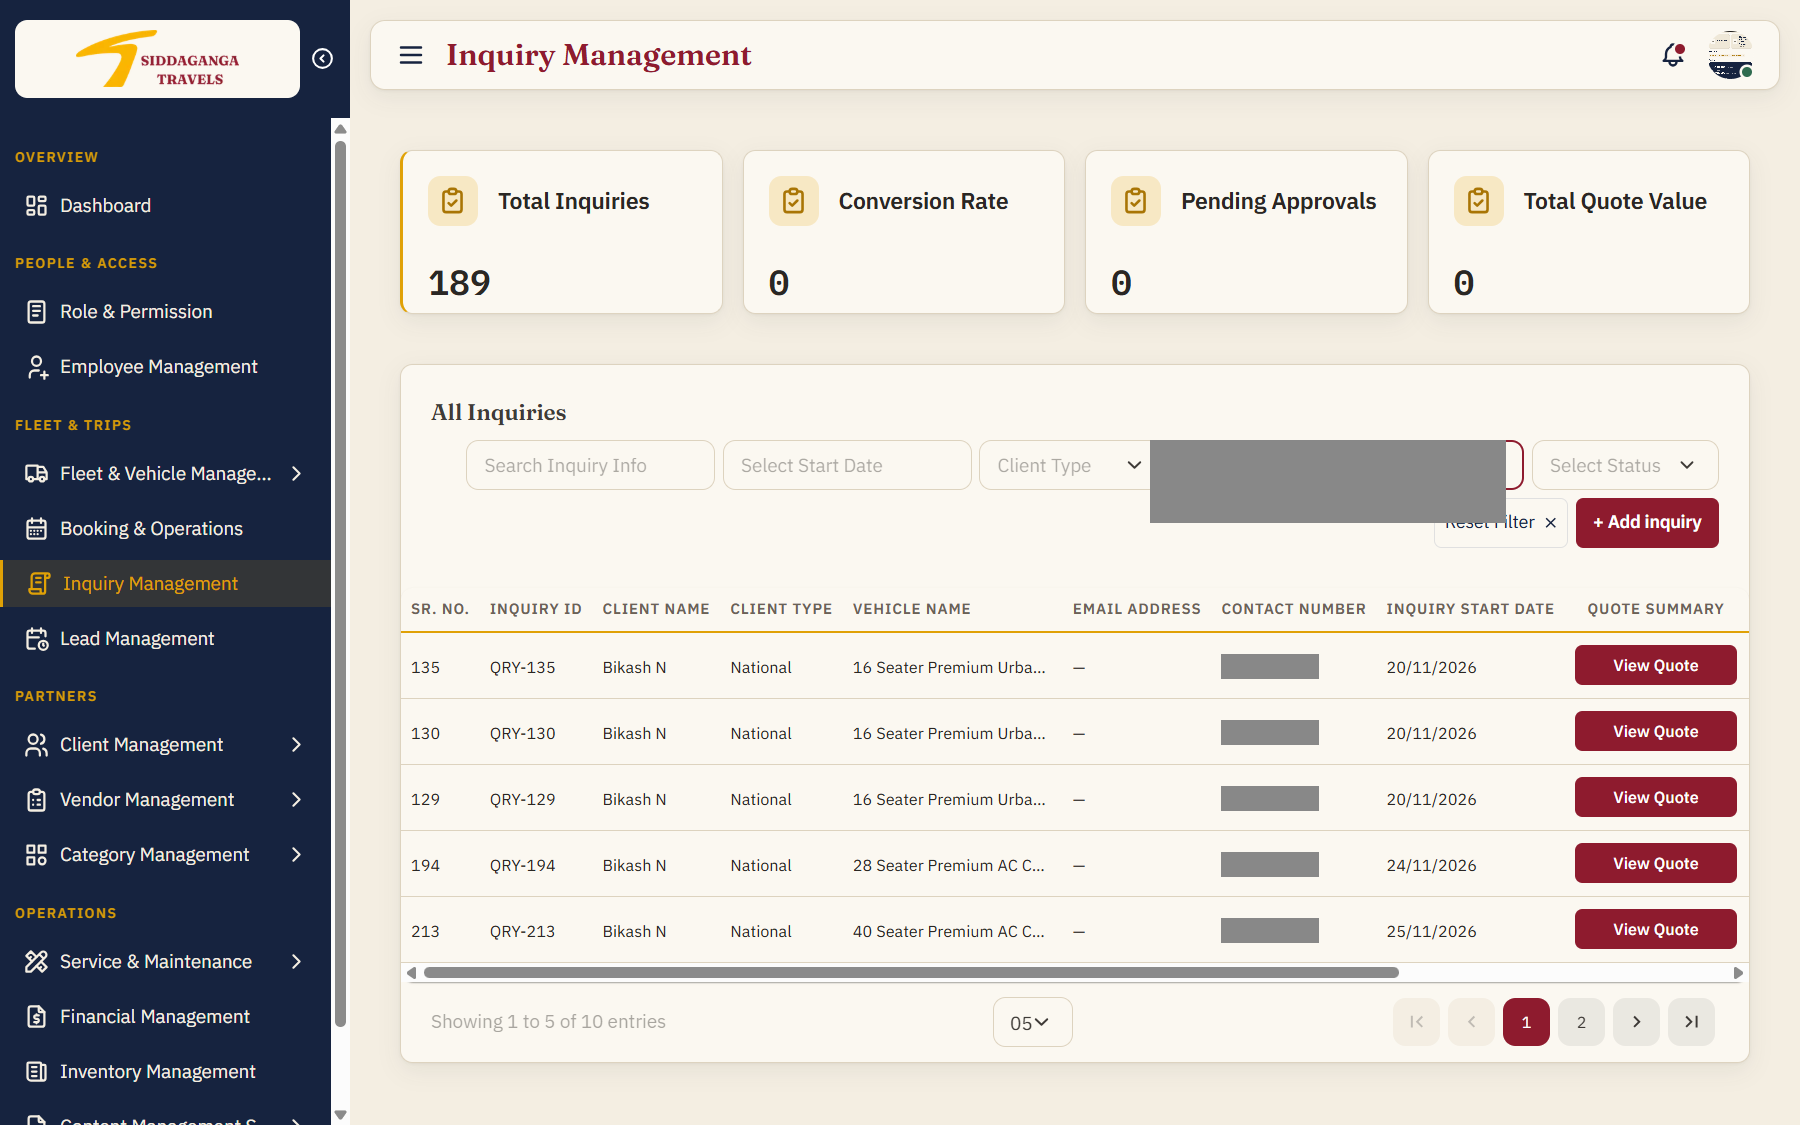 SIDDAGANGA
TRAVELS
OVERVIEW
Dashboard
PEOPLE & ACCESS
Role & Permission
Employee Management
FLEET & TRIPS
Fleet & Vehicle Manage...
Booking & Operations
Inquiry Management
Lead Management
PARTNERS
Client Management
Vendor Management
Category Management
OPERATIONS
Service & Maintenance
Financial Management
Inventory Management
Inquiry Management
Total Inquiries
189
Conversion Rate
0
Pending Approvals
0
Total Quote Value
0
All Inquiries
Search Inquiry Info Select Start Date Client Type Select Status
Reset Filter × + Add inquiry
SR. NO. INQUIRY ID CLIENT NAME CLIENT TYPE VEHICLE NAME EMAIL ADDRESS CONTACT NUMBER INQUIRY START DATE QUOTE SUMMARY
135 QRY-135 Bikash N National 16 Seater Premium Urba... — 20/11/2026 View Quote
130 QRY-130 Bikash N National 16 Seater Premium Urba... — 20/11/2026 View Quote
129 QRY-129 Bikash N National 16 Seater Premium Urba... — 20/11/2026 View Quote
194 QRY-194 Bikash N National 28 Seater Premium AC C... — 24/11/2026 View Quote
213 QRY-213 Bikash N National 40 Seater Premium AC C... — 25/11/2026 View Quote
Showing 1 to 5 of 10 entries 05 1 2